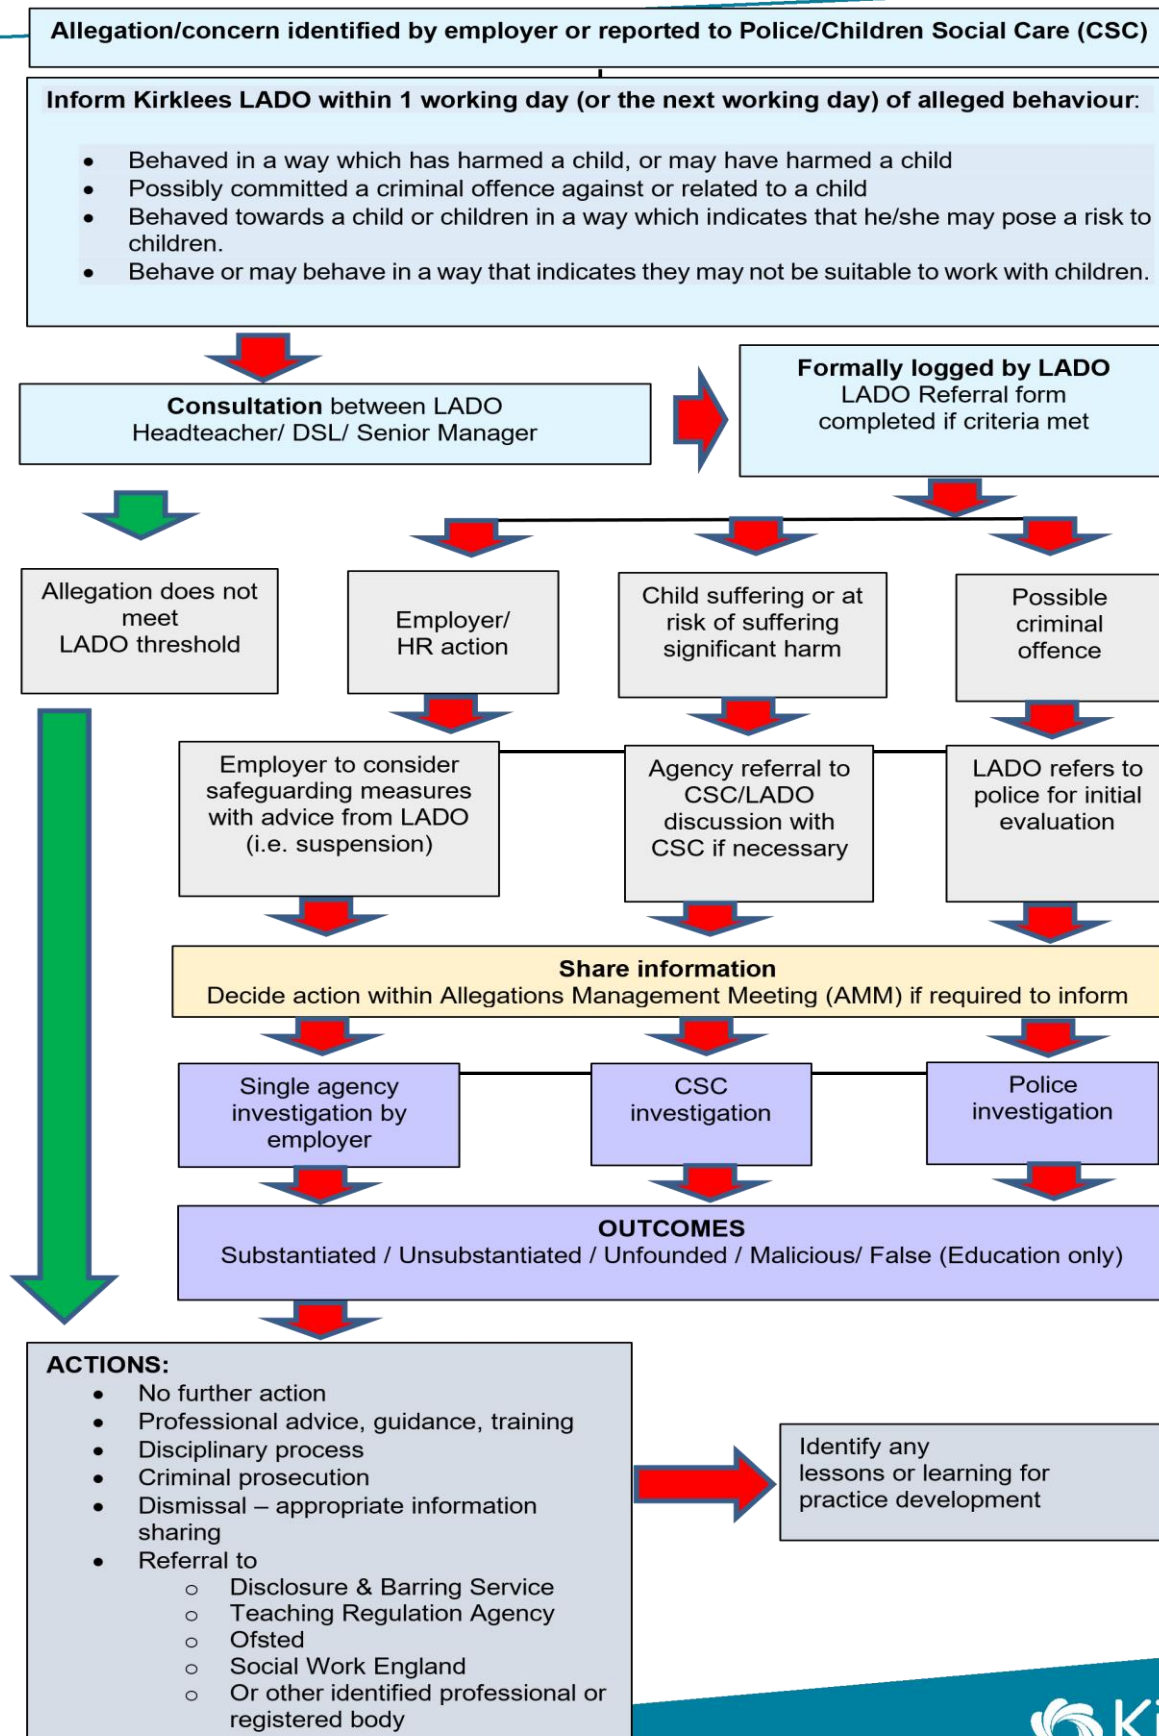 Allegation/concern identified by employer or reported to Police/Children Social Care (CSC)
Inform Kirklees LADO within 1 working day (or the next working day) of alleged behaviour:
• Behaved in a way which has harmed a child, or may have harmed a child
• Possibly committed a criminal offence against or related to a child
• Behaved towards a child or children in a way which indicates that he/she may pose a risk to
children.
• Behave or may behave in a way that indicates they may not be suitable to work with children.
Consultation between LADO
Headteacher/ DSL/ Senior Manager
Formally logged by LADO
LADO Referral form
completed if criteria met
Allegation does not
meet
LADO threshold
Employer/
HR action
Child suffering or at
risk of suffering
significant harm
Possible
criminal
offence
Employer to consider
safeguarding measures
with advice from LADO
(i.e. suspension)
Agency referral to
CSC/LADO
discussion with
CSC if necessary
LADO refers to
police for initial
evaluation
Share information
Decide action within Allegations Management Meeting (AMM) if required to inform
Single agency
investigation by
employer
CSC
investigation
Police
investigation
OUTCOMES
Substantiated / Unsubstantiated / Unfounded / Malicious/ False (Education only)
ACTIONS:
• No further action
• Professional advice, guidance, training
• Disciplinary process
• Criminal prosecution
• Dismissal – appropriate information
sharing
• Referral to
o Disclosure & Barring Service
o Teaching Regulation Agency
o Ofsted
o Social Work England
o Or other identified professional or
registered body
Identify any
lessons or learning for
practice development
Ki